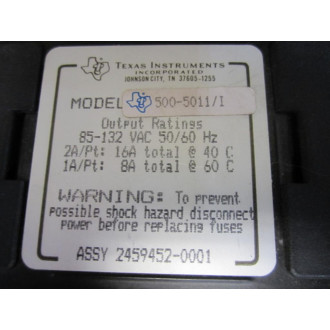 TEXAS INSTRUMENTS
INCORPORATED
JOHNSON CITY, TN 37605-1255
MODEL 500-5011/I
Output Ratings
85-132 VAC 50/60 Hz
2A/Pt: 16A total @ 40 C
1A/Pt: 8A total @ 60 C
WARNING: To prevent
possible shock hazard disconnect
power before replacing fuses
ASSY 2459452-0001